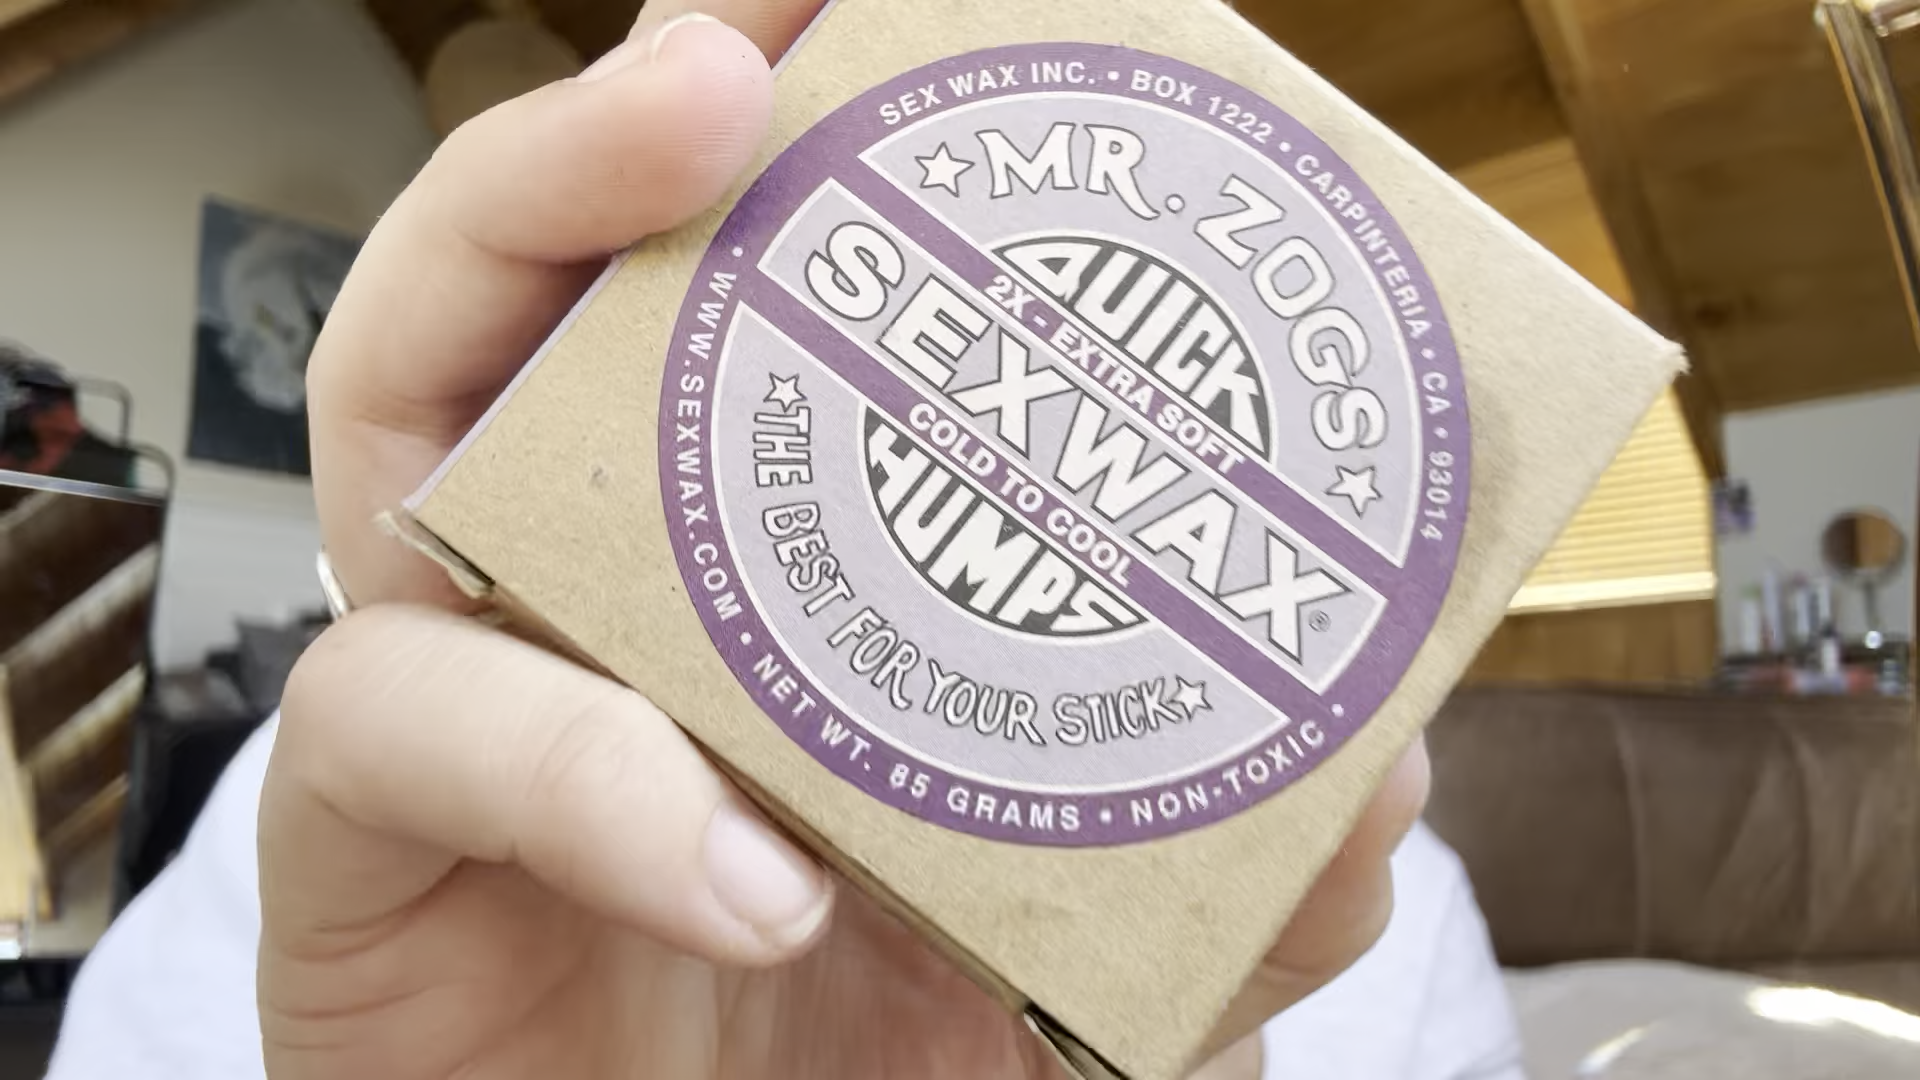 SEX WAX INC. • BOX 1222 • CARPINTERIA • CA • 93014
MR. ZOGS
QUICK
2X - EXTRA SOFT
SEXWAX®
COLD TO COOL
HUMPS
THE BEST FOR YOUR STICK
• WWW.SEXWAX.COM • NET WT. 85 GRAMS • NON-TOXIC •